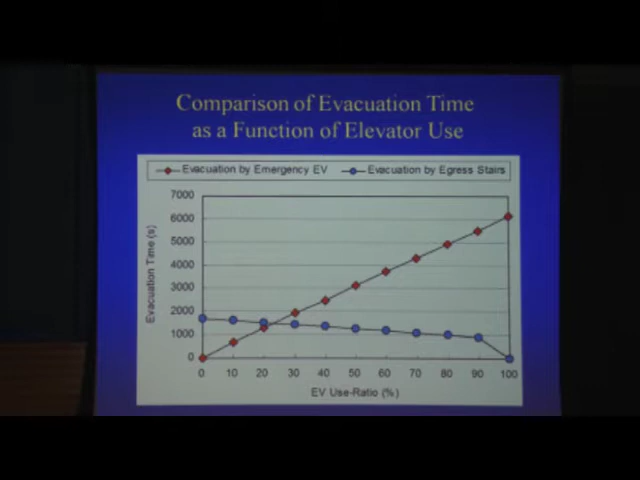 Comparison of Evacuation Time
as a Function of Elevator Use
Evacuation by Emergency EV Evacuation by Egress Stairs
Evacuation Time (s)
7000
6000
5000
4000
3000
2000
1000
0
0 10 20 30 40 50 60 70 80 90 100
EV Use-Ratio (%)